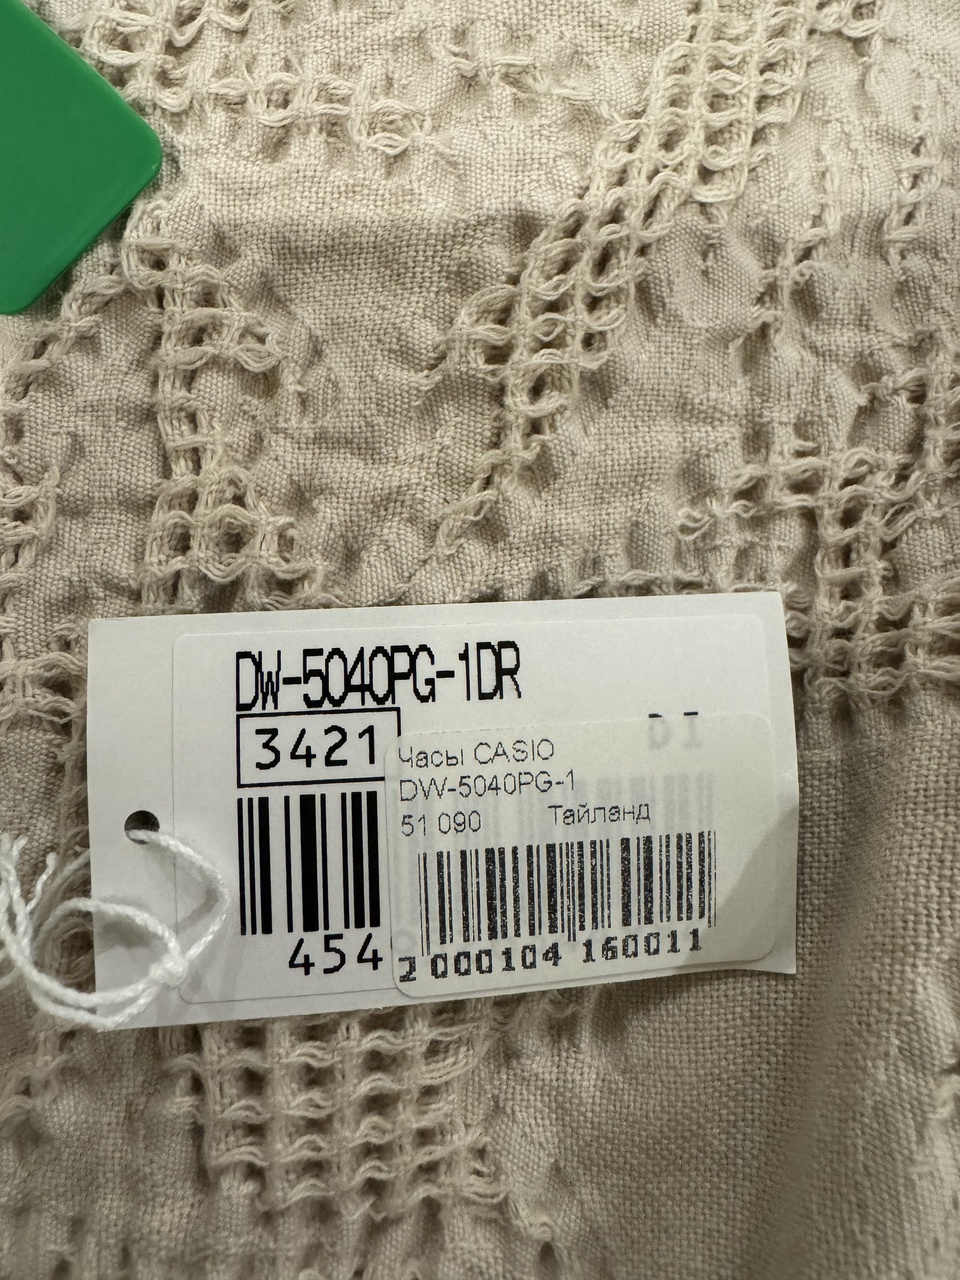 DW-5040PG-1DR
3421
Часы CASIO
DW-5040PG-1
51 090 Тайланд
454
2 000104 160011